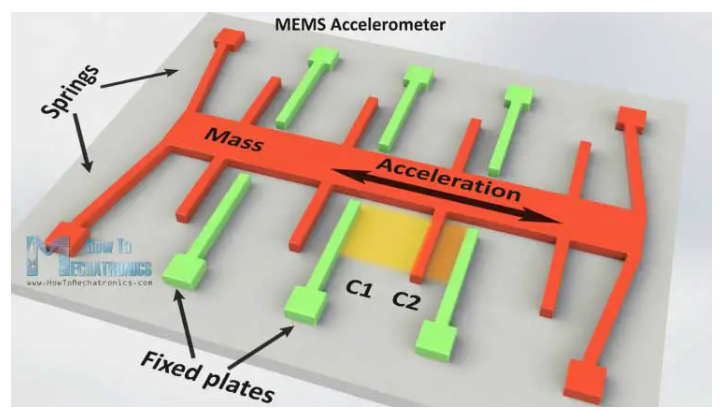 MEMS Accelerometer
Springs
Mass
Acceleration
How To
Mechatronics
www.HowToMechatronics.com
C1 C2
Fixed plates